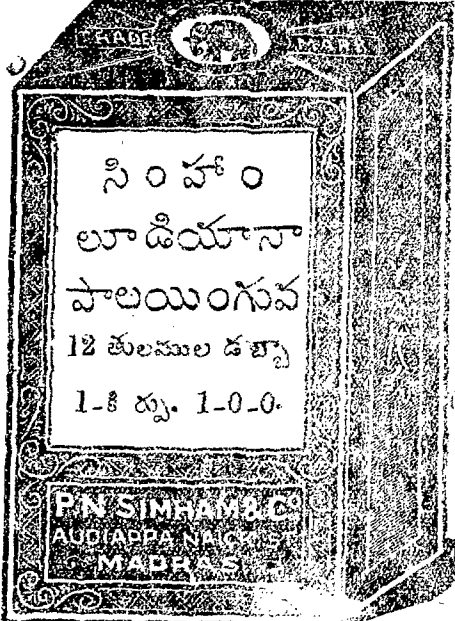 TRADE MARK
సింహాం
లూడియానా
పాలయింగువ
12 తులముల డబ్బా
1-కి రు. 1-0-0.
P.N. SIMHAM & Co
AUDIAPPA NAICK St
MADRAS